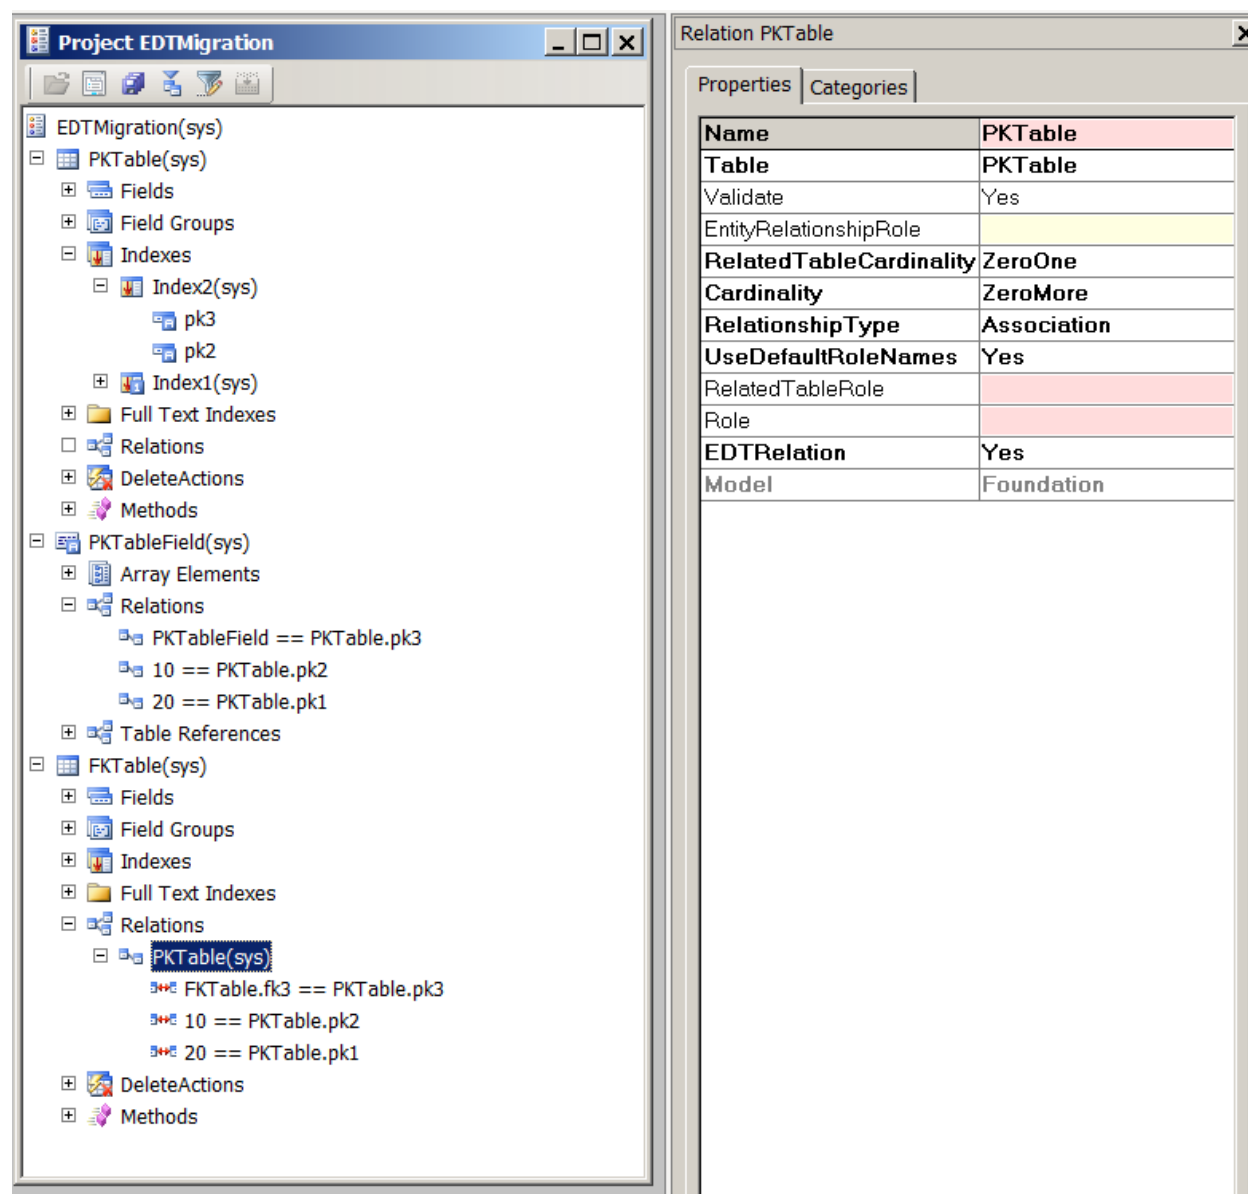 Project EDTMigration
EDTMigration(sys)
PKTable(sys)
Fields
Field Groups
Indexes
Index2(sys)
pk3
pk2
Index1(sys)
Full Text Indexes
Relations
DeleteActions
Methods
PKTableField(sys)
Array Elements
Relations
PKTableField == PKTable.pk3
10 == PKTable.pk2
20 == PKTable.pk1
Table References
FKTable(sys)
Fields
Field Groups
Indexes
Full Text Indexes
Relations
PKTable(sys)
FKTable.fk3 == PKTable.pk3
10 == PKTable.pk2
20 == PKTable.pk1
DeleteActions
Methods
Relation PKTable
Properties Categories
Name PKTable
Table PKTable
Validate Yes
EntityRelationshipRole
RelatedTableCardinality ZeroOne
Cardinality ZeroMore
RelationshipType Association
UseDefaultRoleNames Yes
RelatedTableRole
Role
EDTRelation Yes
Model Foundation